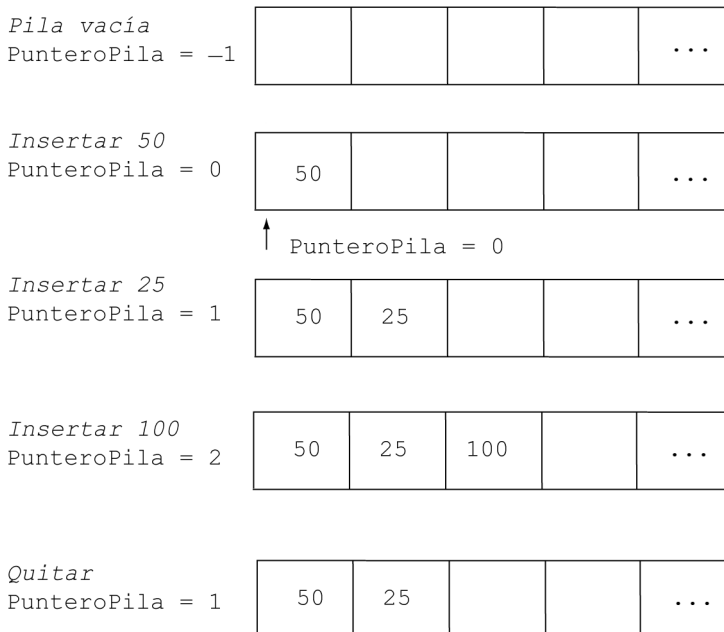 Pila vacía
PunteroPila = −1
...
Insertar 50
PunteroPila = 0
50
...
PunteroPila = 0
Insertar 25
PunteroPila = 1
50 25
...
Insertar 100
PunteroPila = 2
50 25 100
...
Quitar
PunteroPila = 1
50 25
...